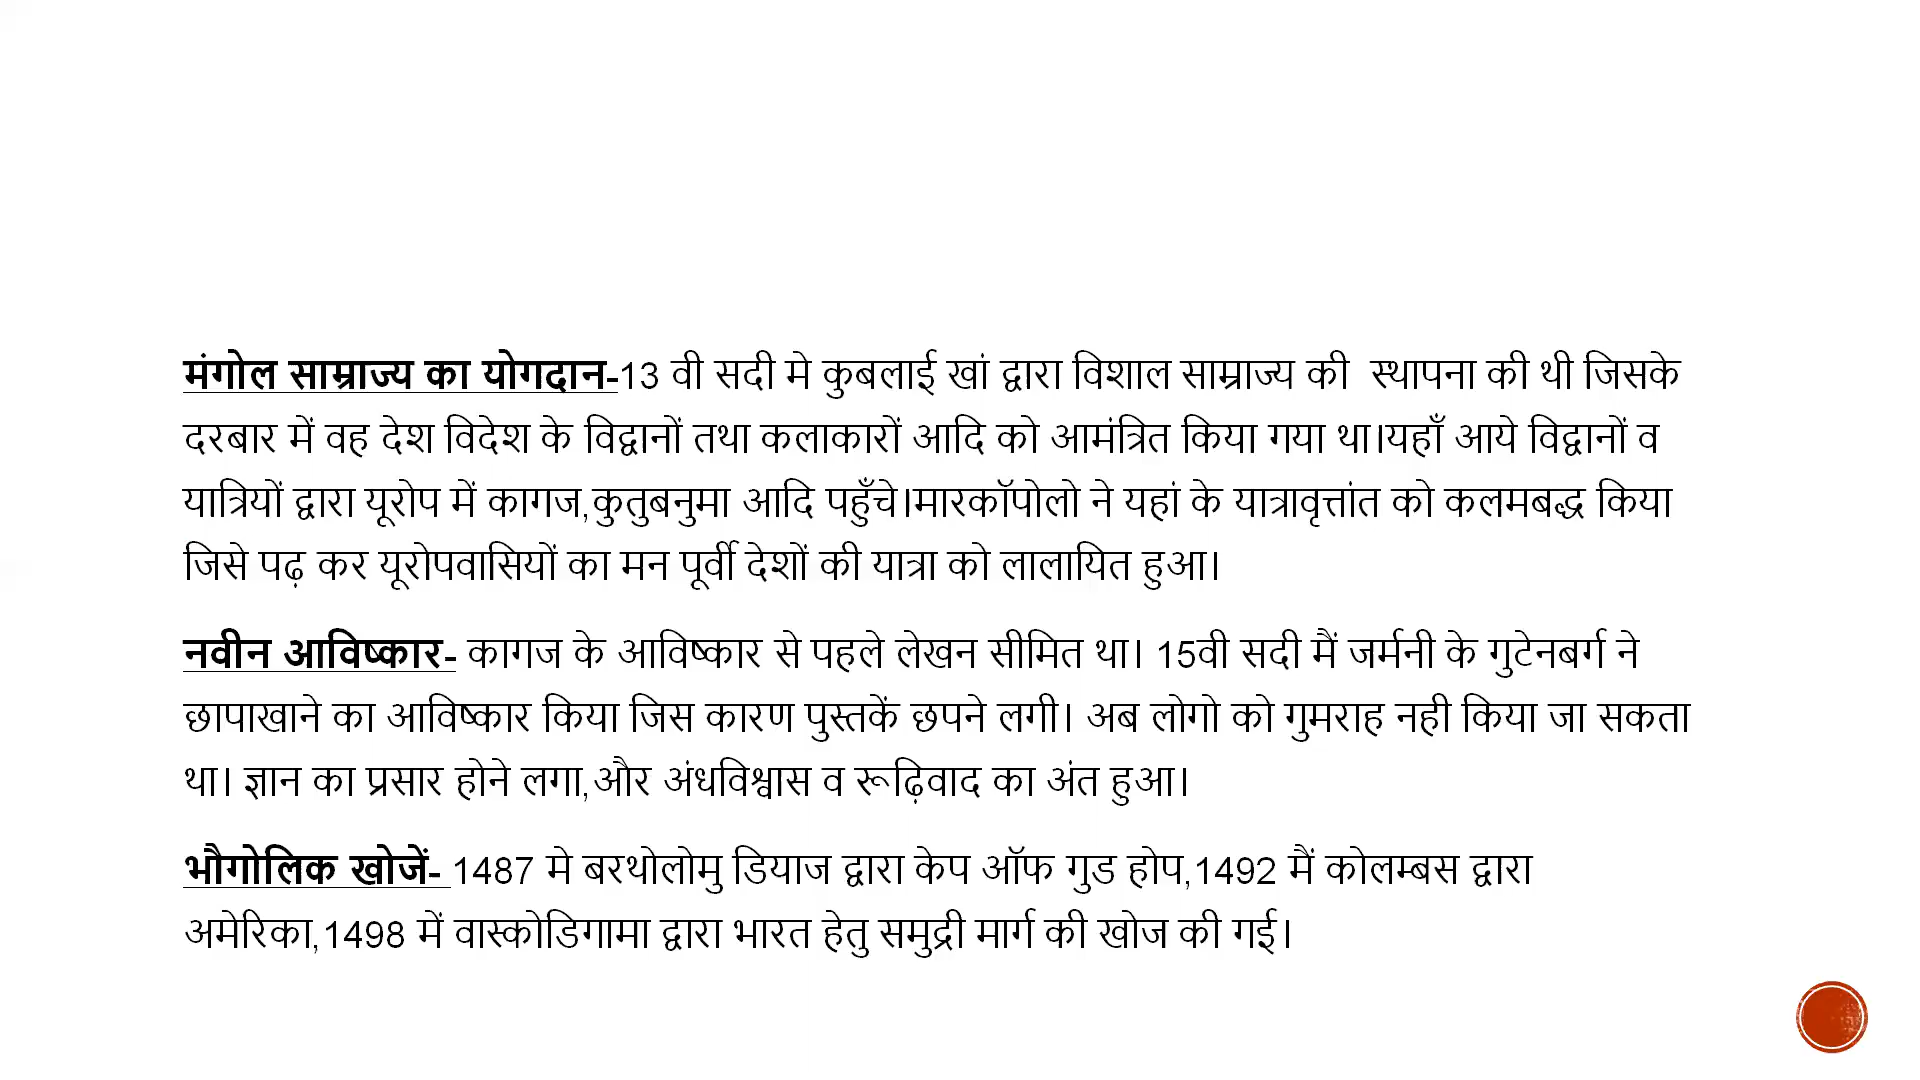 मंगोल साम्राज्य का योगदान-13 वी सदी मे कुबलाई खां द्वारा विशाल साम्राज्य की  स्थापना की थी जिसके
दरबार में वह देश विदेश के विद्वानों तथा कलाकारों आदि को आमंत्रित किया गया था।यहाँ आये विद्वानों व
यात्रियों द्वारा यूरोप में कागज,कुतुबनुमा आदि पहुँचे।मारकॉपोलो ने यहां के यात्रावृत्तांत को कलमबद्ध किया
जिसे पढ़ कर यूरोपवासियों का मन पूर्वी देशों की यात्रा को लालायित हुआ।
नवीन आविष्कार- कागज के आविष्कार से पहले लेखन सीमित था। 15वी सदी मैं जर्मनी के गुटेनबर्ग ने
छापाखाने का आविष्कार किया जिस कारण पुस्तकें छपने लगी। अब लोगो को गुमराह नही किया जा सकता
था। ज्ञान का प्रसार होने लगा,और अंधविश्वास व रूढ़िवाद का अंत हुआ।
भौगोलिक खोजें- 1487 मे बरथोलोमु डियाज द्वारा केप ऑफ गुड होप,1492 मैं कोलम्बस द्वारा
अमेरिका,1498 में वास्कोडिगामा द्वारा भारत हेतु समुद्री मार्ग की खोज की गई।